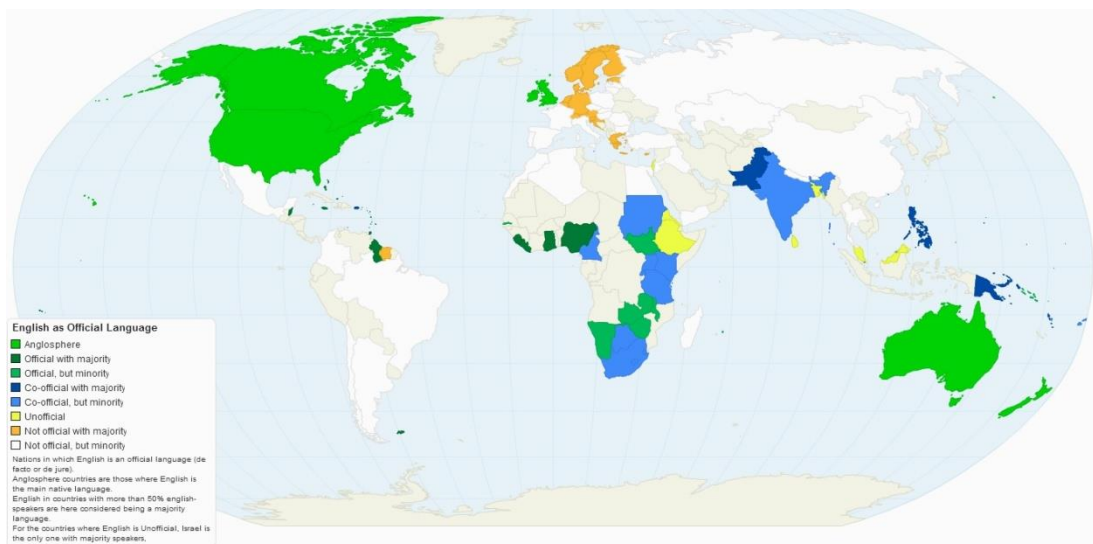 English as Official Language
Anglosphere
Official with majority
Official, but minority
Co-official with majority
Co-official, but minority
Unofficial
Not official with majority
Not official, but minority
Nations in which English is an official language (de
facto or de jure).
Anglosphere countries are those where English is
the main native language.
English in countries with more than 50% english-
speakers are here considered being a majority
language.
For the countries where English is Unofficial, Israel is
the only one with majority speakers.